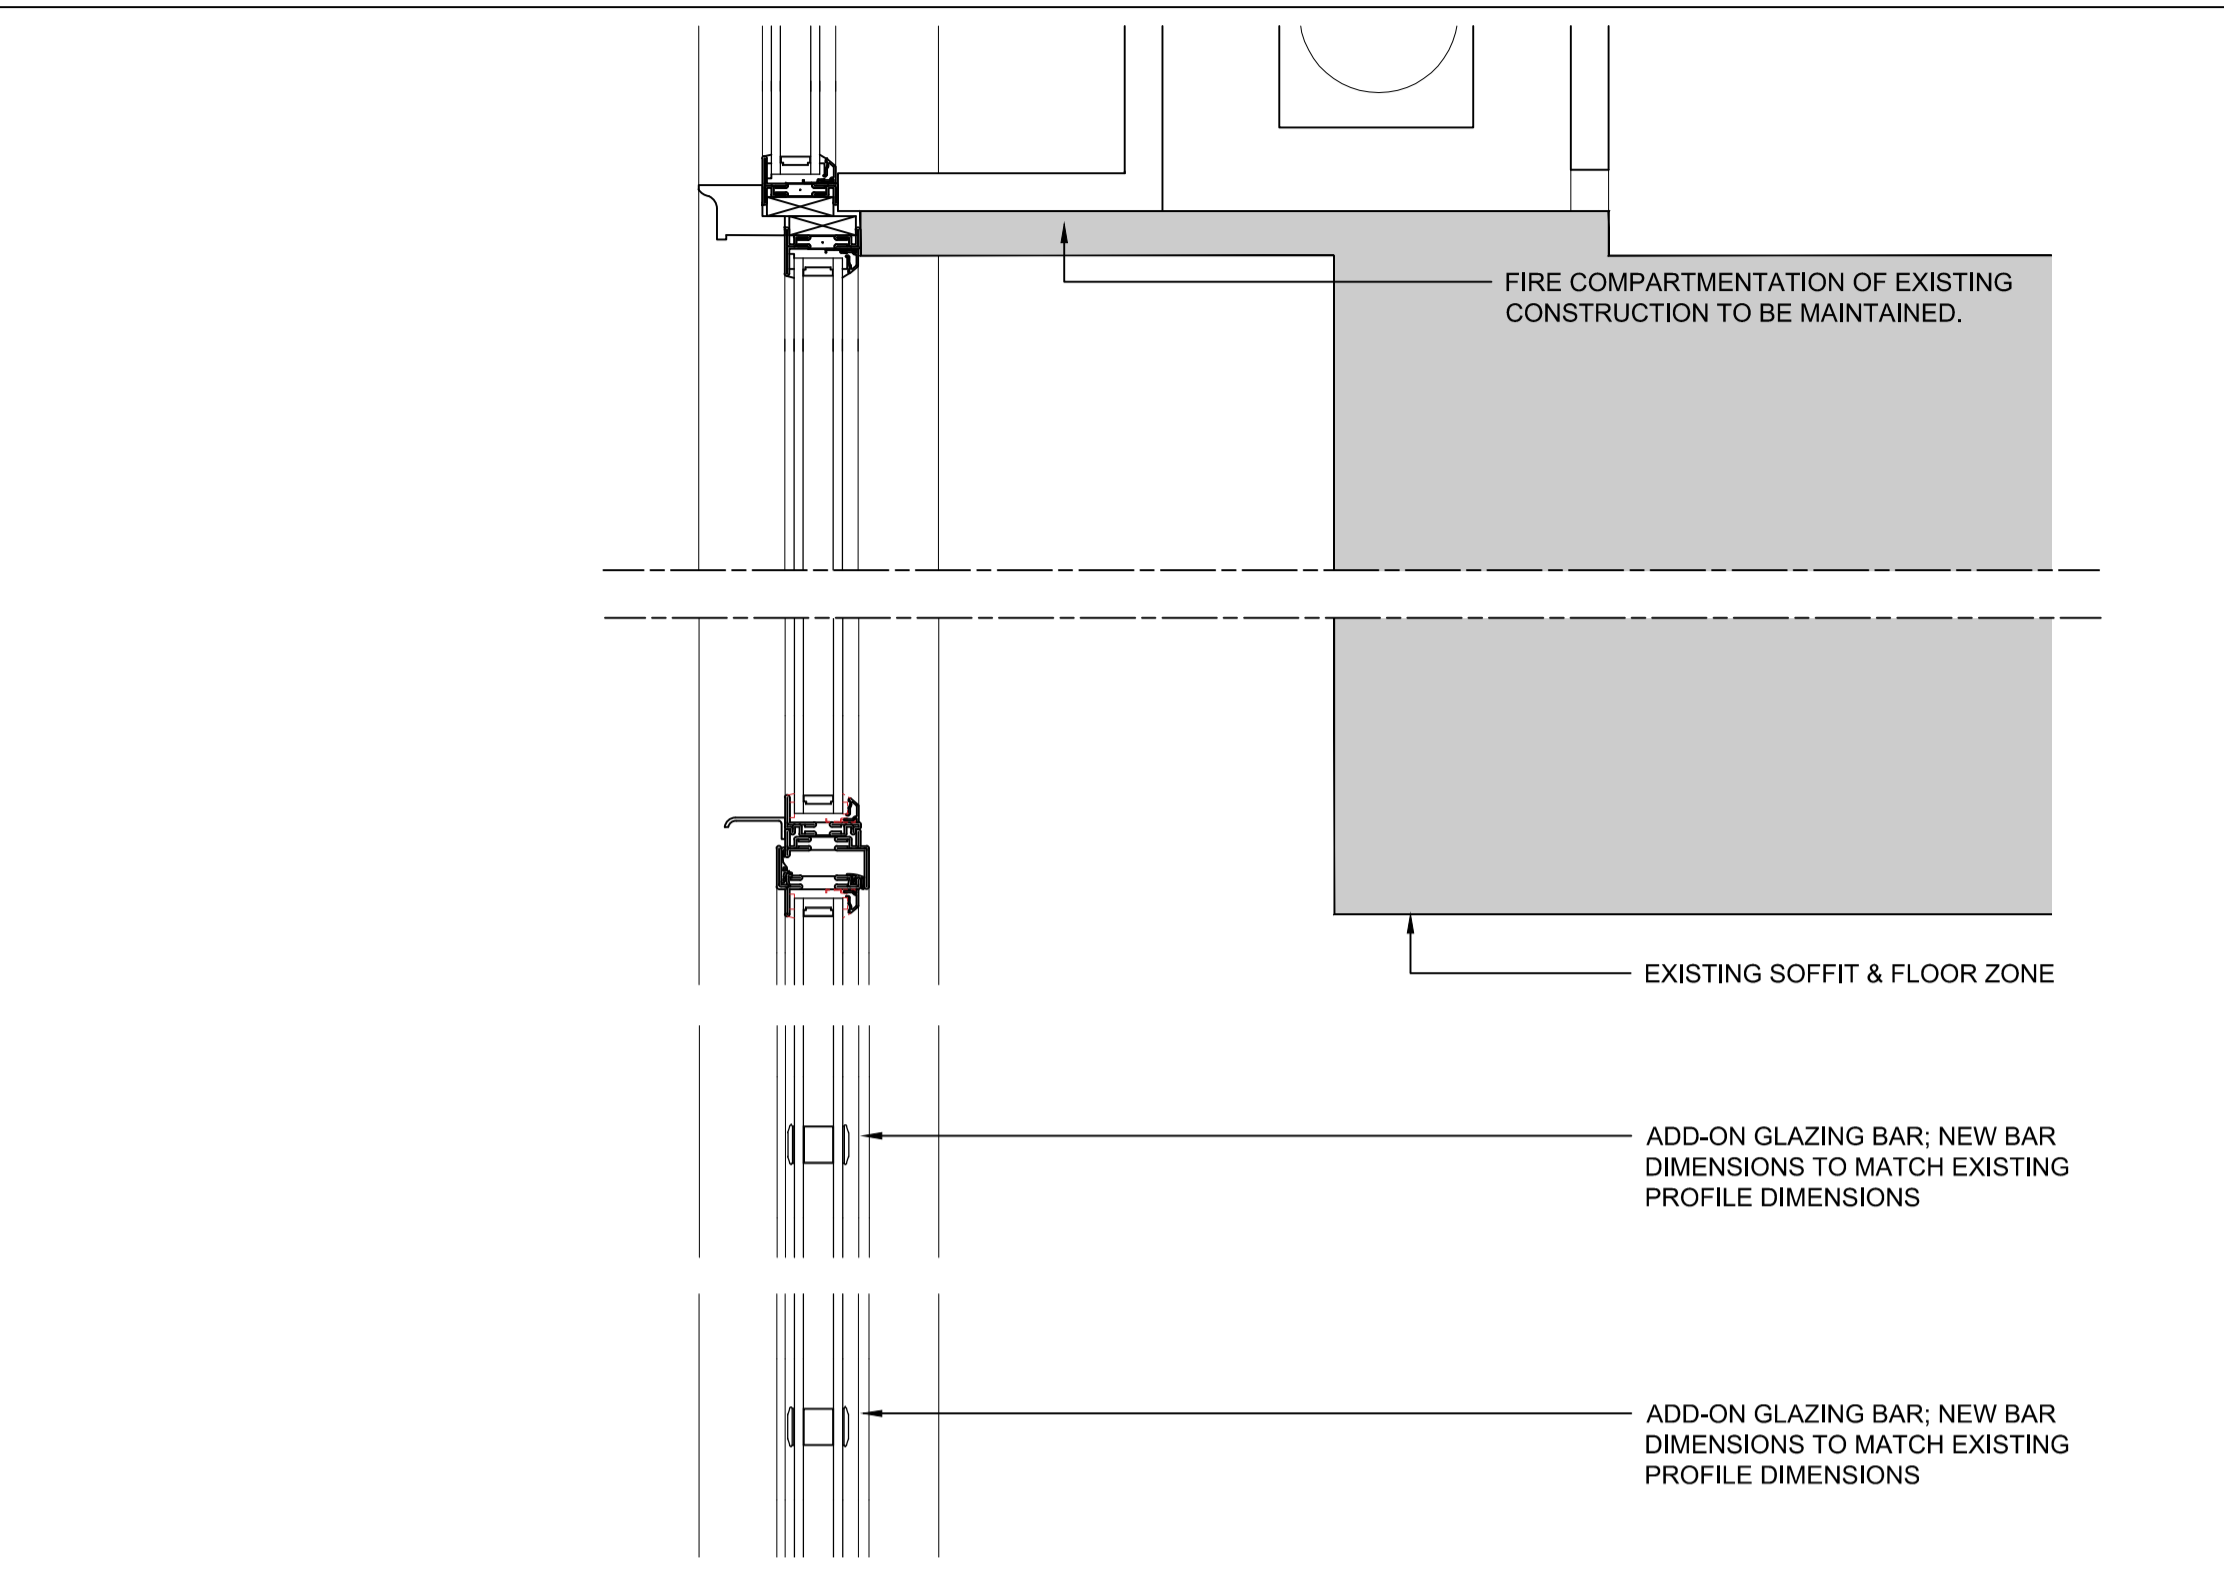 FIRE COMPARTMENTATION OF EXISTING
CONSTRUCTION TO BE MAINTAINED.
EXISTING SOFFIT & FLOOR ZONE
ADD-ON GLAZING BAR; NEW BAR
DIMENSIONS TO MATCH EXISTING
PROFILE DIMENSIONS
ADD-ON GLAZING BAR; NEW BAR
DIMENSIONS TO MATCH EXISTING
PROFILE DIMENSIONS